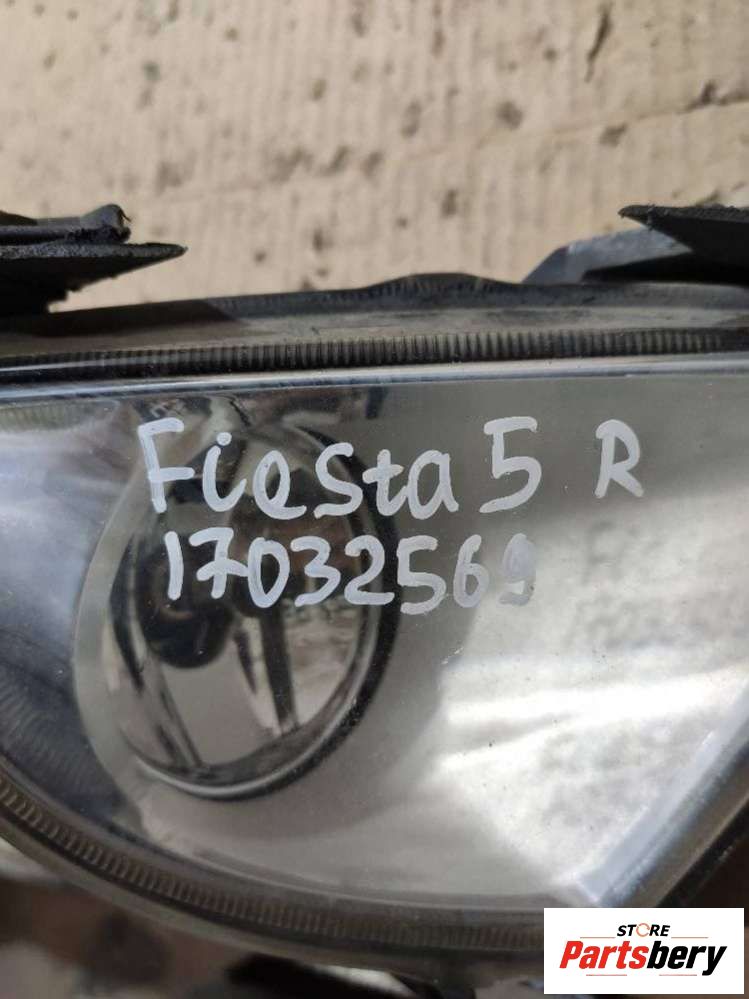 Fiesta 5 R
17032569
STORE
Partsbery